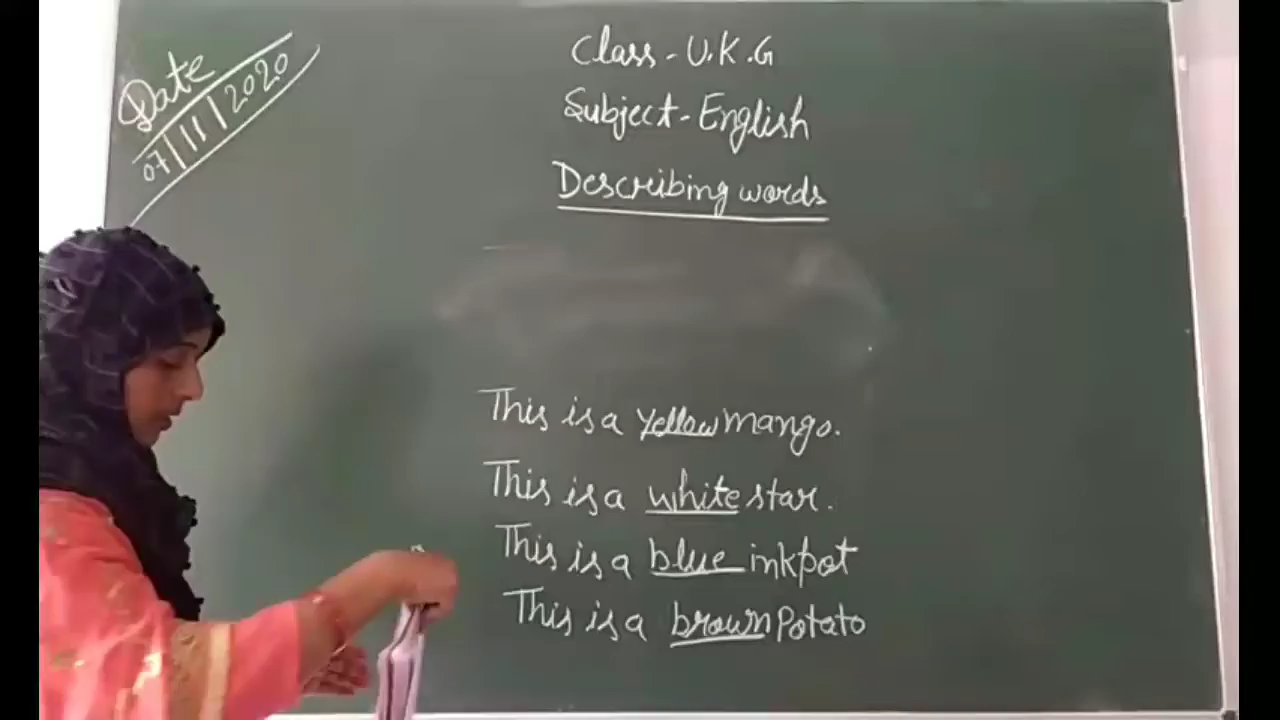 Date
07/11/2020
Class - U.K.G
Subject - English
Describing words
This is a yellow mango.
This is a white star.
This is a blue inkpot
This is a brown Potato